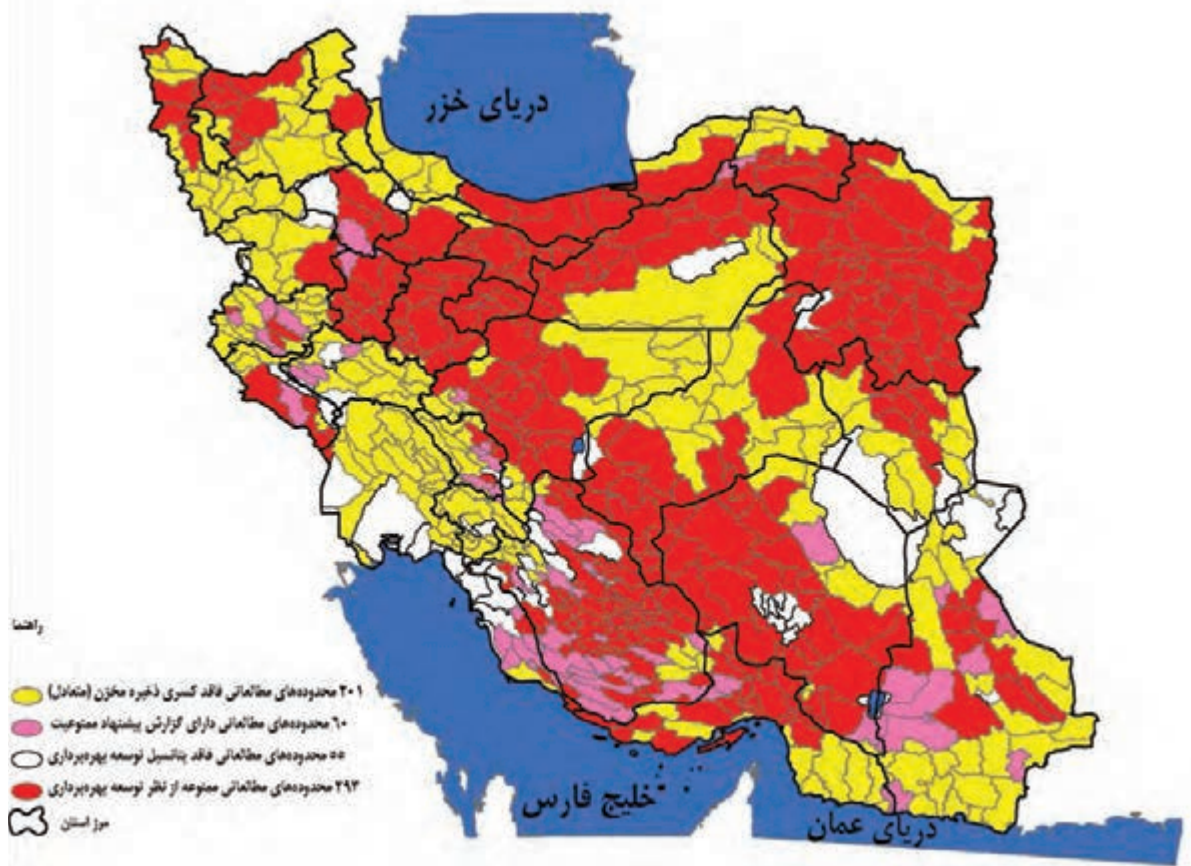 دریای خزر
راهنما
۲۰۱ محدوده‌های مطالعاتی فاقد کسری ذخیره مخزن (متعادل)
۶۰ محدوده‌های مطالعاتی دارای گزارش پیشنهاد ممنوعیت
۵۵ محدوده‌های مطالعاتی فاقد پتانسیل توسعه بهره‌برداری
۲۹۳ محدوده‌های مطالعاتی ممنوعه از نظر توسعه بهره‌برداری
مرز استان
خلیج فارس
دریای عمان